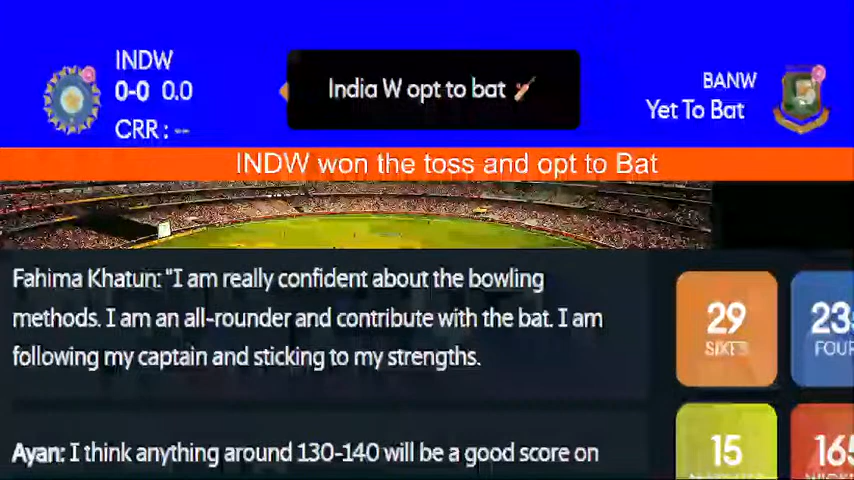 INDW
0-0 0.0
CRR : --
India W opt to bat
BANW
Yet To Bat
INDW won the toss and opt to Bat
Fahima Khatun: "I am really confident about the bowling
methods. I am an all-rounder and contribute with the bat. I am
following my captain and sticking to my strengths.
29
SIXES
23
FOUR
Ayan: I think anything around 130-140 will be a good score on
15
165